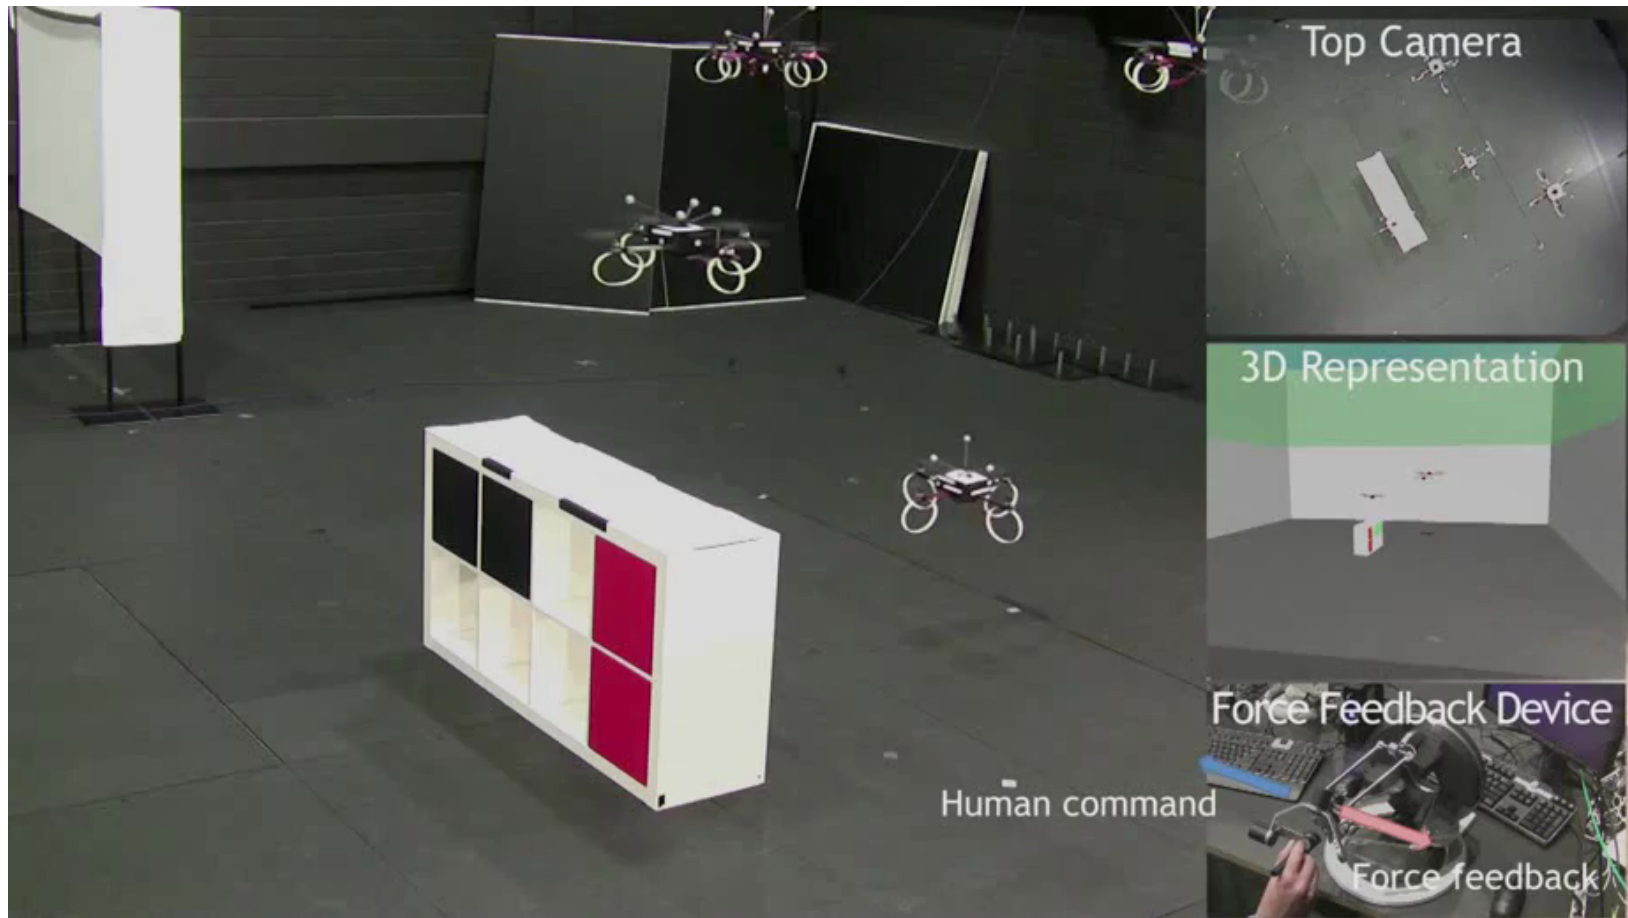 Top Camera
3D Representation
Force Feedback Device
Human command
Force feedback